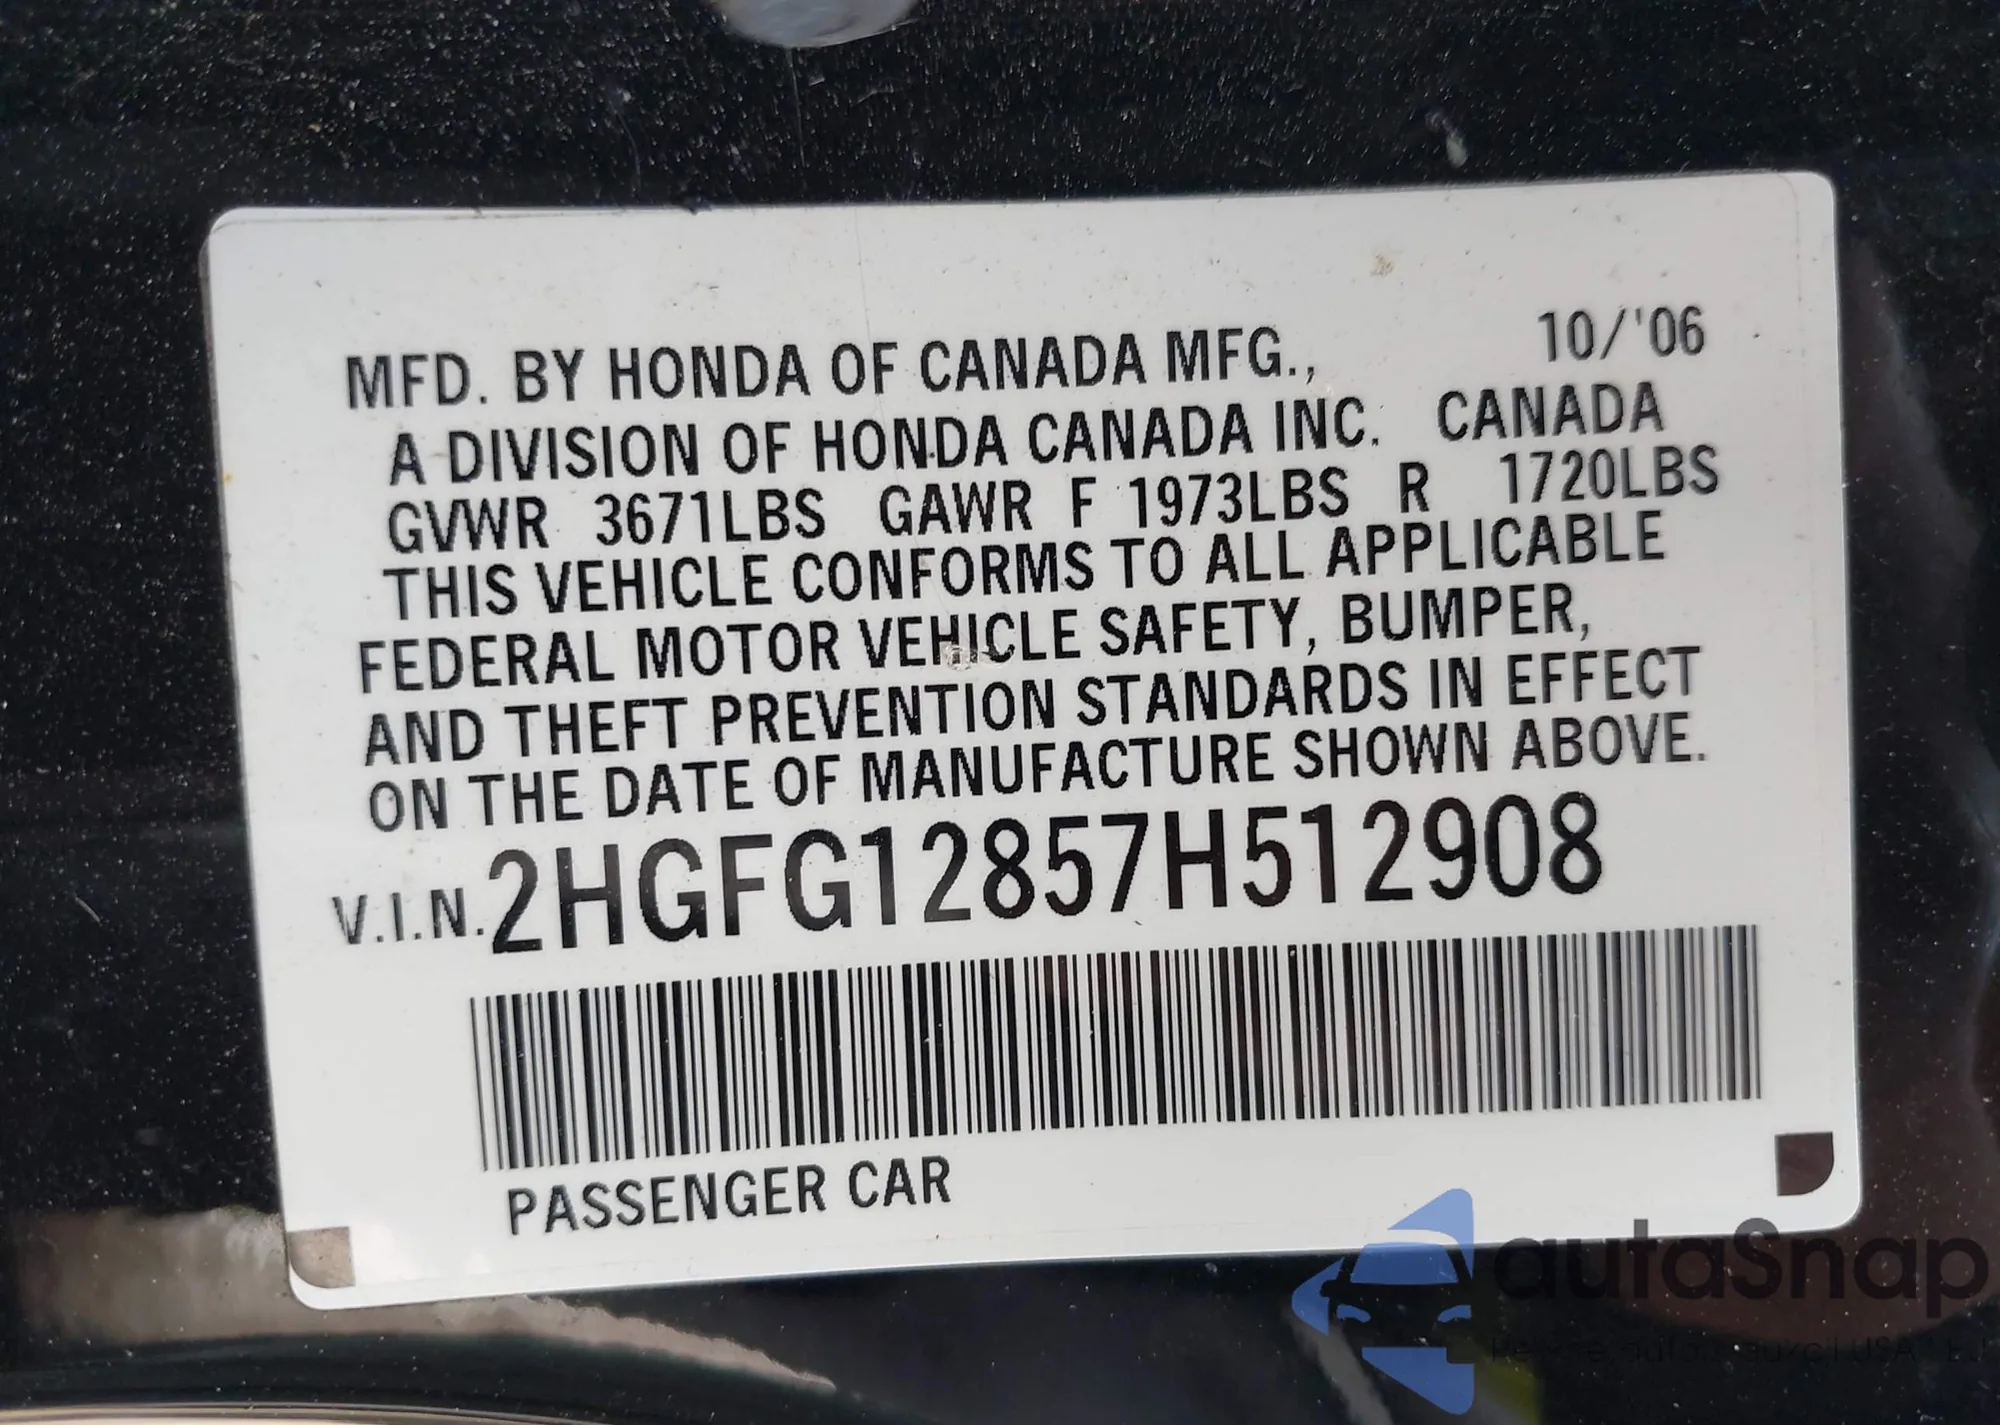 MFD. BY HONDA OF CANADA MFG., 10/'06
A DIVISION OF HONDA CANADA INC. CANADA
GVWR 3671LBS GAWR F 1973LBS R 1720LBS
THIS VEHICLE CONFORMS TO ALL APPLICABLE
FEDERAL MOTOR VEHICLE SAFETY, BUMPER,
AND THEFT PREVENTION STANDARDS IN EFFECT
ON THE DATE OF MANUFACTURE SHOWN ABOVE.
V.I.N. 2HGFG12857H512908
PASSENGER CAR
autaSnap
USA